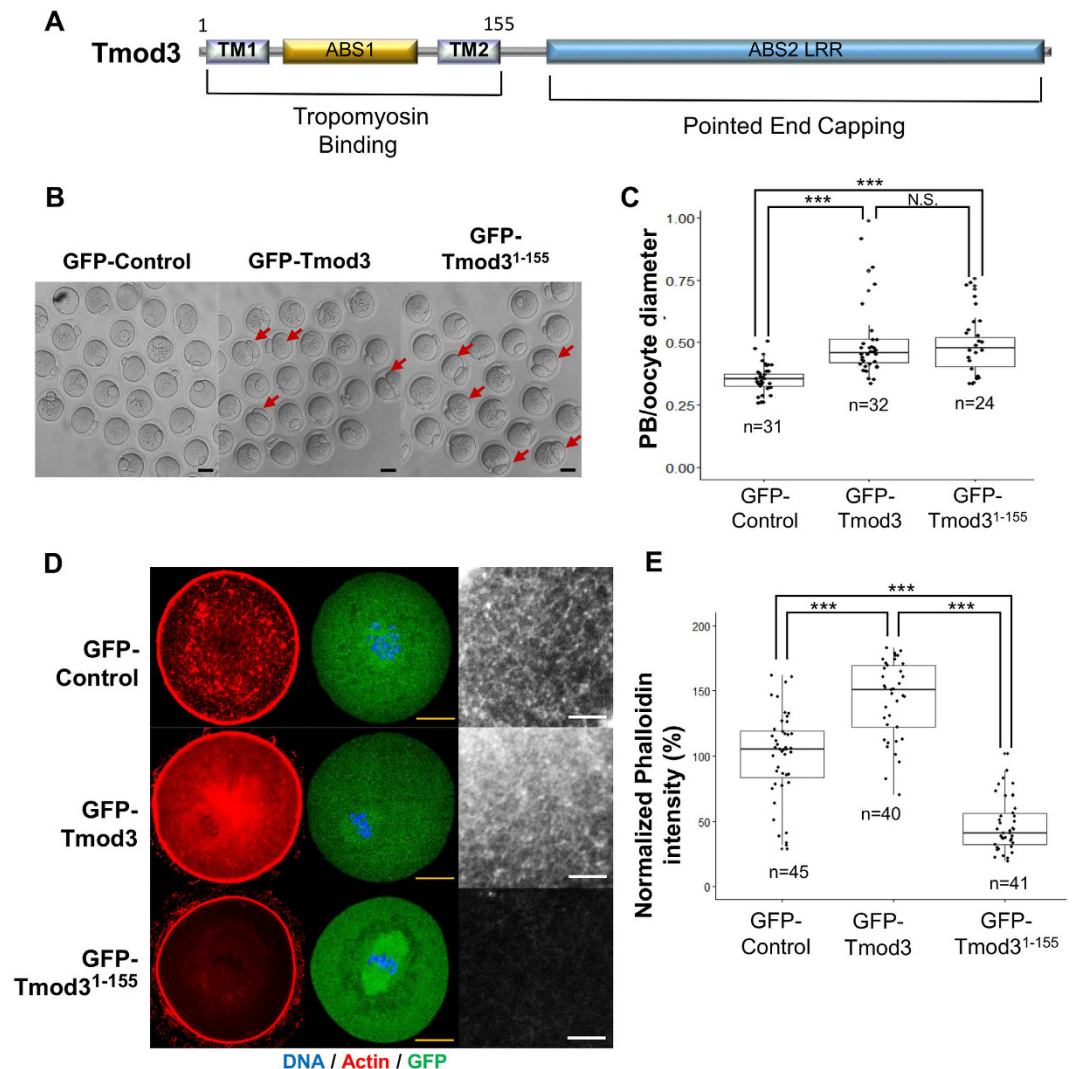 A
1
155
Tmod3
TM1
ABS1
TM2
ABS2 LRR
Tropomyosin
Binding
Pointed End Capping
B
GFP-Control
GFP-Tmod3
GFP-
Tmod3¹⁻¹⁵⁵
C
***
***
N.S.
PB/oocyte diameter
1.00
0.75
0.50
0.25
0.00
n=31
n=32
n=24
GFP-
Control
GFP-
Tmod3
GFP-
Tmod3¹⁻¹⁵⁵
D
GFP-
Control
GFP-
Tmod3
GFP-
Tmod3¹⁻¹⁵⁵
DNA / Actin / GFP
E
***
***
***
Normalized Phalloidin
intensity (%)
200
150
100
50
0
n=45
n=40
n=41
GFP-
Control
GFP-
Tmod3
GFP-
Tmod3¹⁻¹⁵⁵